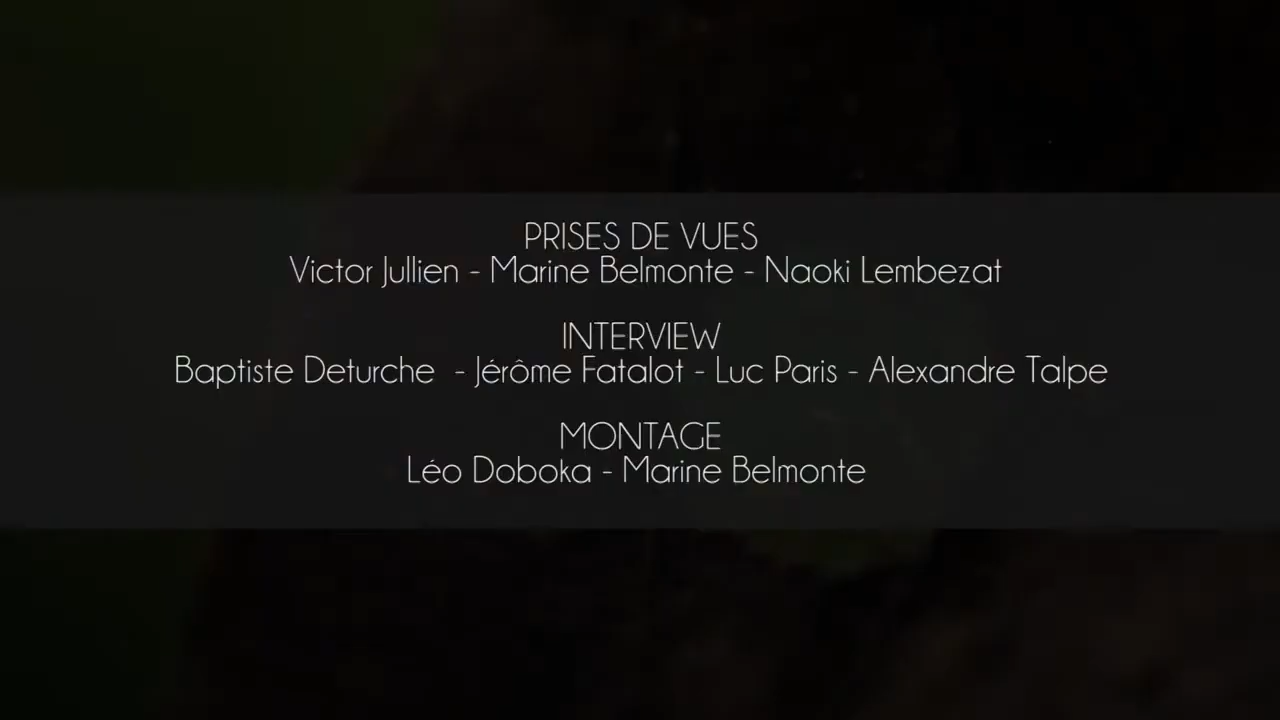 PRISES DE VUES
Victor Jullien - Marine Belmonte - Naoki Lembezat
INTERVIEW
Baptiste Deturche - Jérôme Fatalot - Luc Paris - Alexandre Talpe
MONTAGE
Léo Doboka - Marine Belmonte